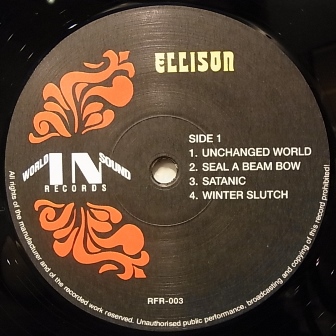 ELLISON
SIDE 1
1. UNCHANGED WORLD
2. SEAL A BEAM BOW
3. SATANIC
4. WINTER SLUTCH
WORLD IN SOUND
RECORDS
RFR-003
All rights of the manufacturer and of the recorded work reserved. Unauthorised public performance, broadcasting and copying of this record prohibited!